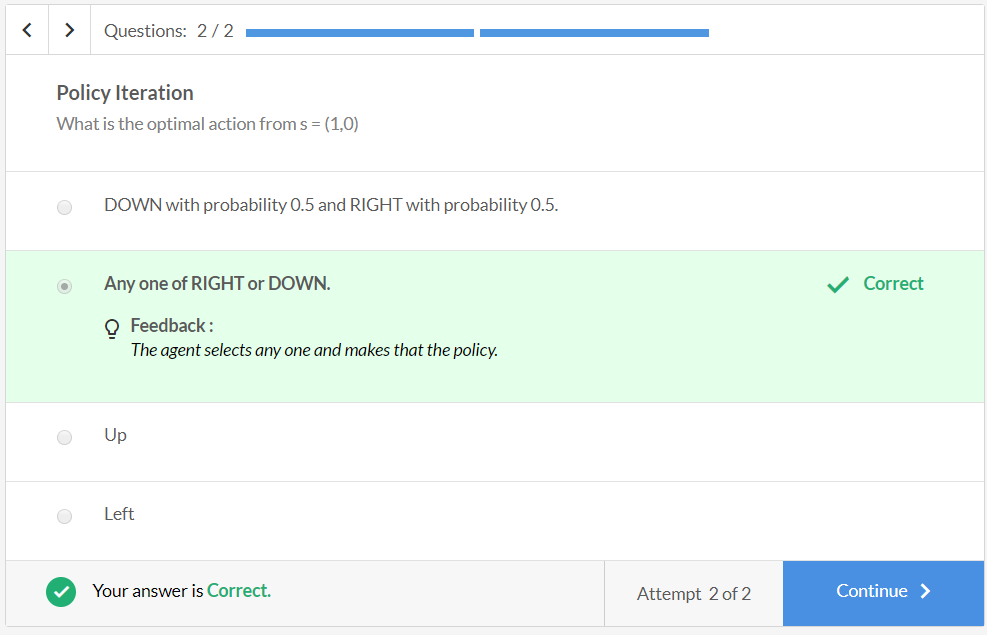 Questions: 2 / 2
Policy Iteration
What is the optimal action from s = (1,0)
DOWN with probability 0.5 and RIGHT with probability 0.5.
Any one of RIGHT or DOWN.
Correct
Feedback :
The agent selects any one and makes that the policy.
Up
Left
Your answer is Correct.
Attempt 2 of 2
Continue